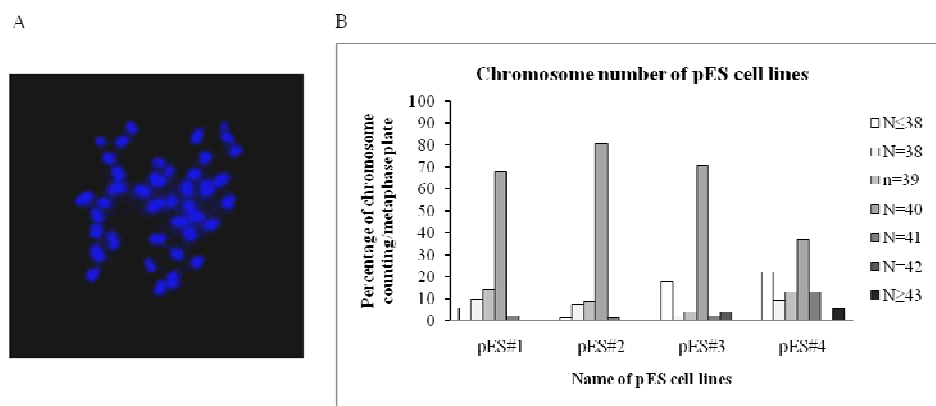 A
B
Chromosome number of pES cell lines
Percentage of chromosome
counting/metaphase plate
100
90
80
70
60
50
40
30
20
10
0
pES#1
pES#2
pES#3
pES#4
Name of pES cell lines
N≤38
N=38
n=39
N=40
N=41
N=42
N≥43